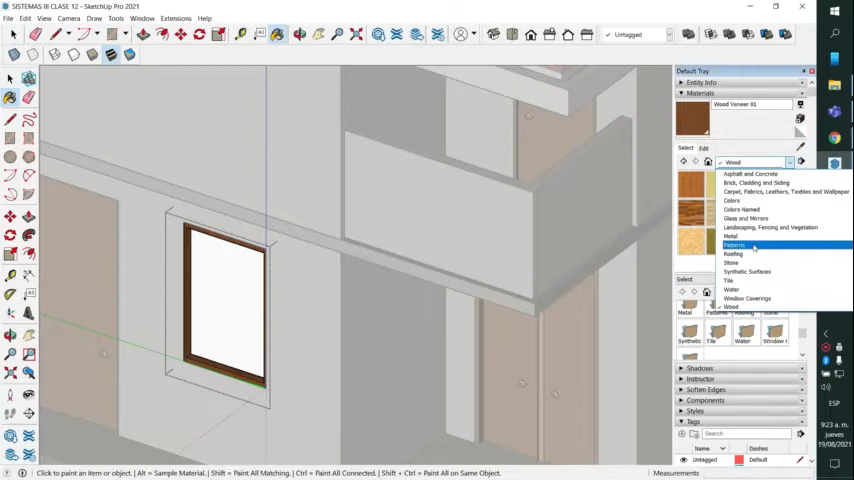 SISTEMAS III CLASE 12 - SketchUp Pro 2021
File Edit View Camera Draw Tools Window Extensions Help
Untagged
Default Tray
Entity Info
Materials
Wood Veneer 01
Select Edit
Wood
Asphalt and Concrete
Brick, Cladding and Siding
Carpet, Fabrics, Leathers, Textiles and Wallpaper
Colors
Colors-Named
Glass and Mirrors
Landscaping, Fencing and Vegetation
Metal
Patterns
Roofing
Stone
Synthetic Surfaces
Tile
Water
Window Coverings
Wood
Select
Metal Patterns Roofing Stone
Synthetic Tile Water Window C
Shadows
Instructor
Soften Edges
Components
Styles
Tags
Search
Name Dashes
Untagged Default
ESP
9:23 a. m.
jueves
19/08/2021
Click to paint an item or object. | Alt = Sample Material. | Shift = Paint All Matching. | Ctrl = Paint All Connected. | Shift + Ctrl = Paint All on Same Object.
Measurements